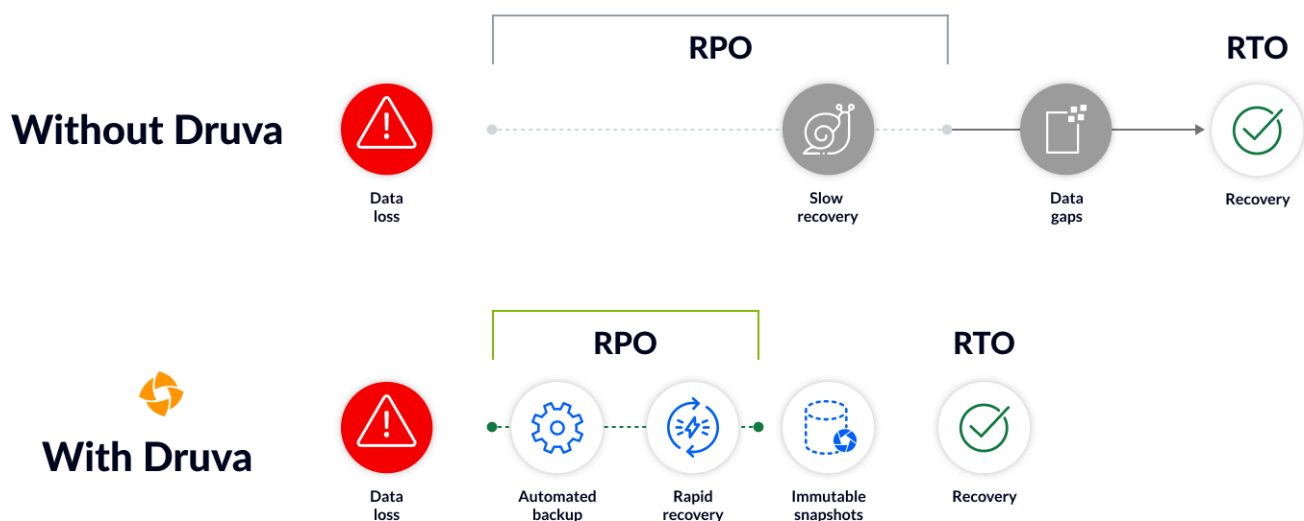 RPO
RTO
Without Druva
Data
loss
Slow
recovery
Data
gaps
Recovery
RPO
RTO
With Druva
Data
loss
Automated
backup
Rapid
recovery
Immutable
snapshots
Recovery